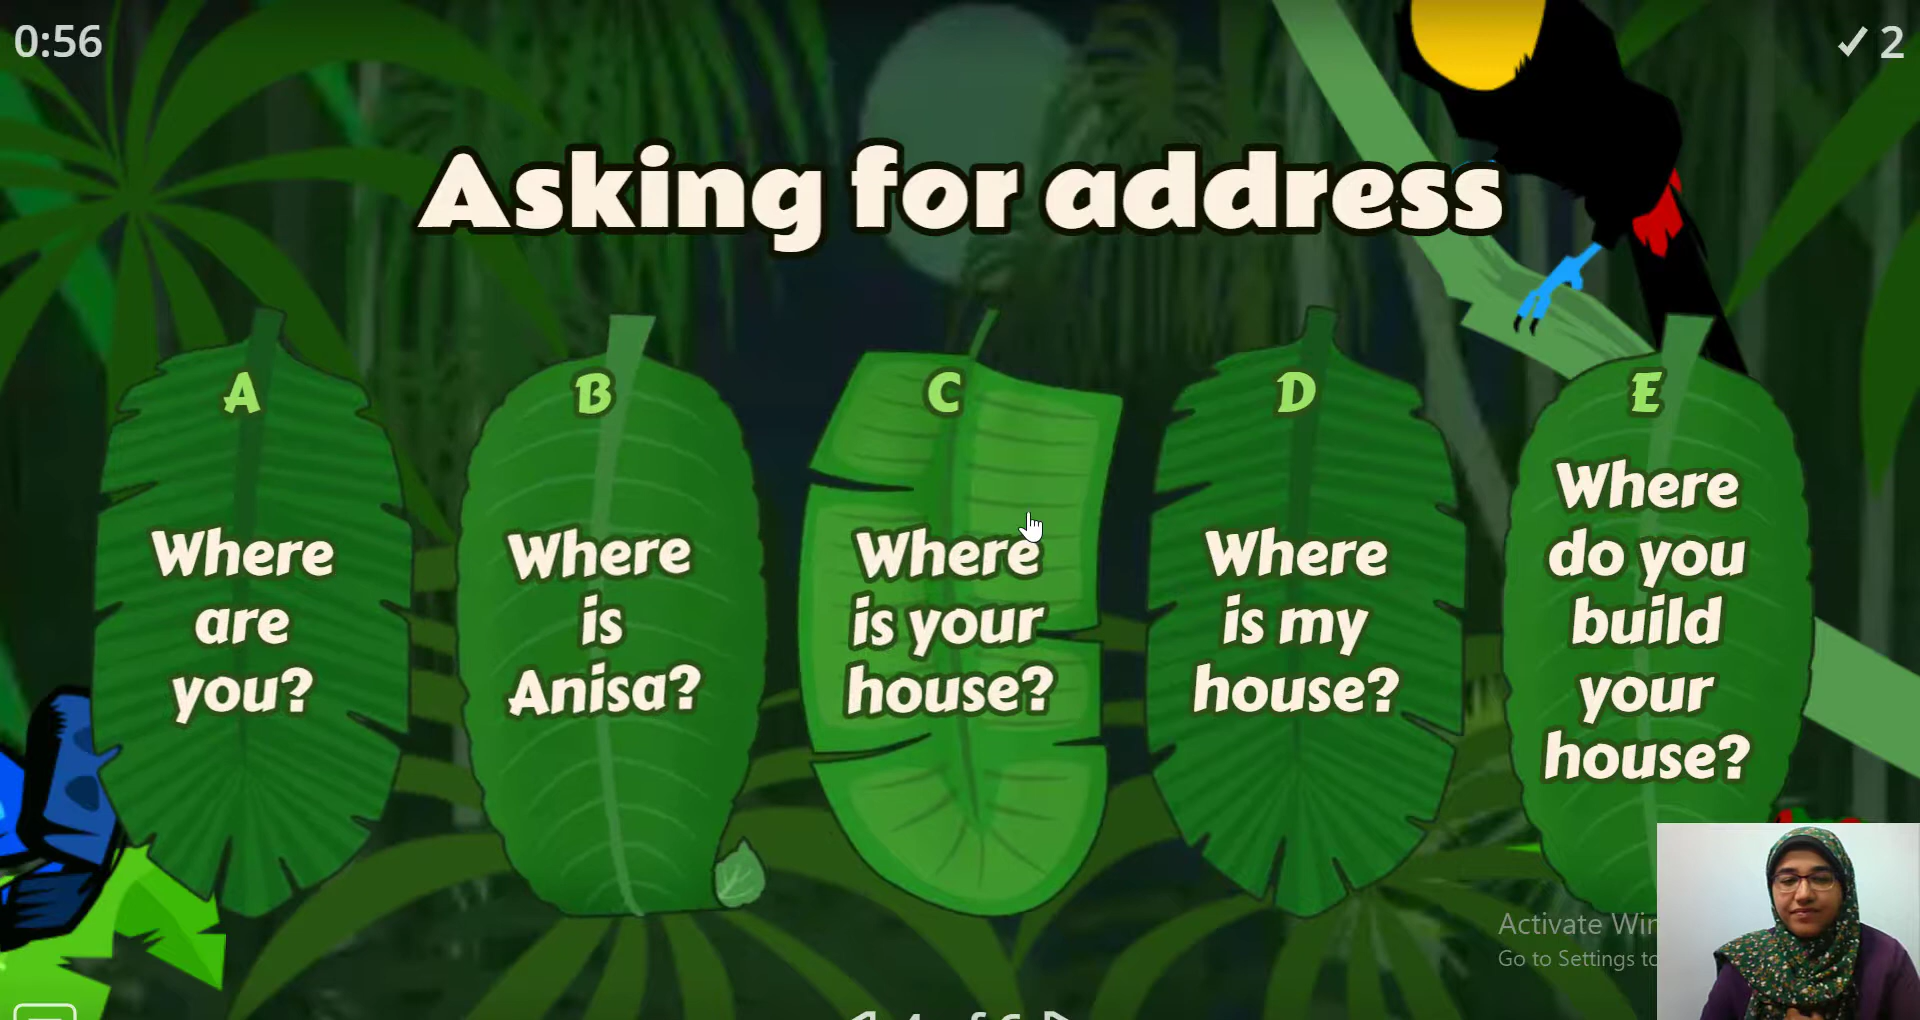 0:56
✓ 2
Asking for address
A
Where
are
you?
B
Where
is
Anisa?
C
Where
is your
house?
D
Where
is my
house?
E
Where
do you
build
your
house?
Activate
Go to Settings